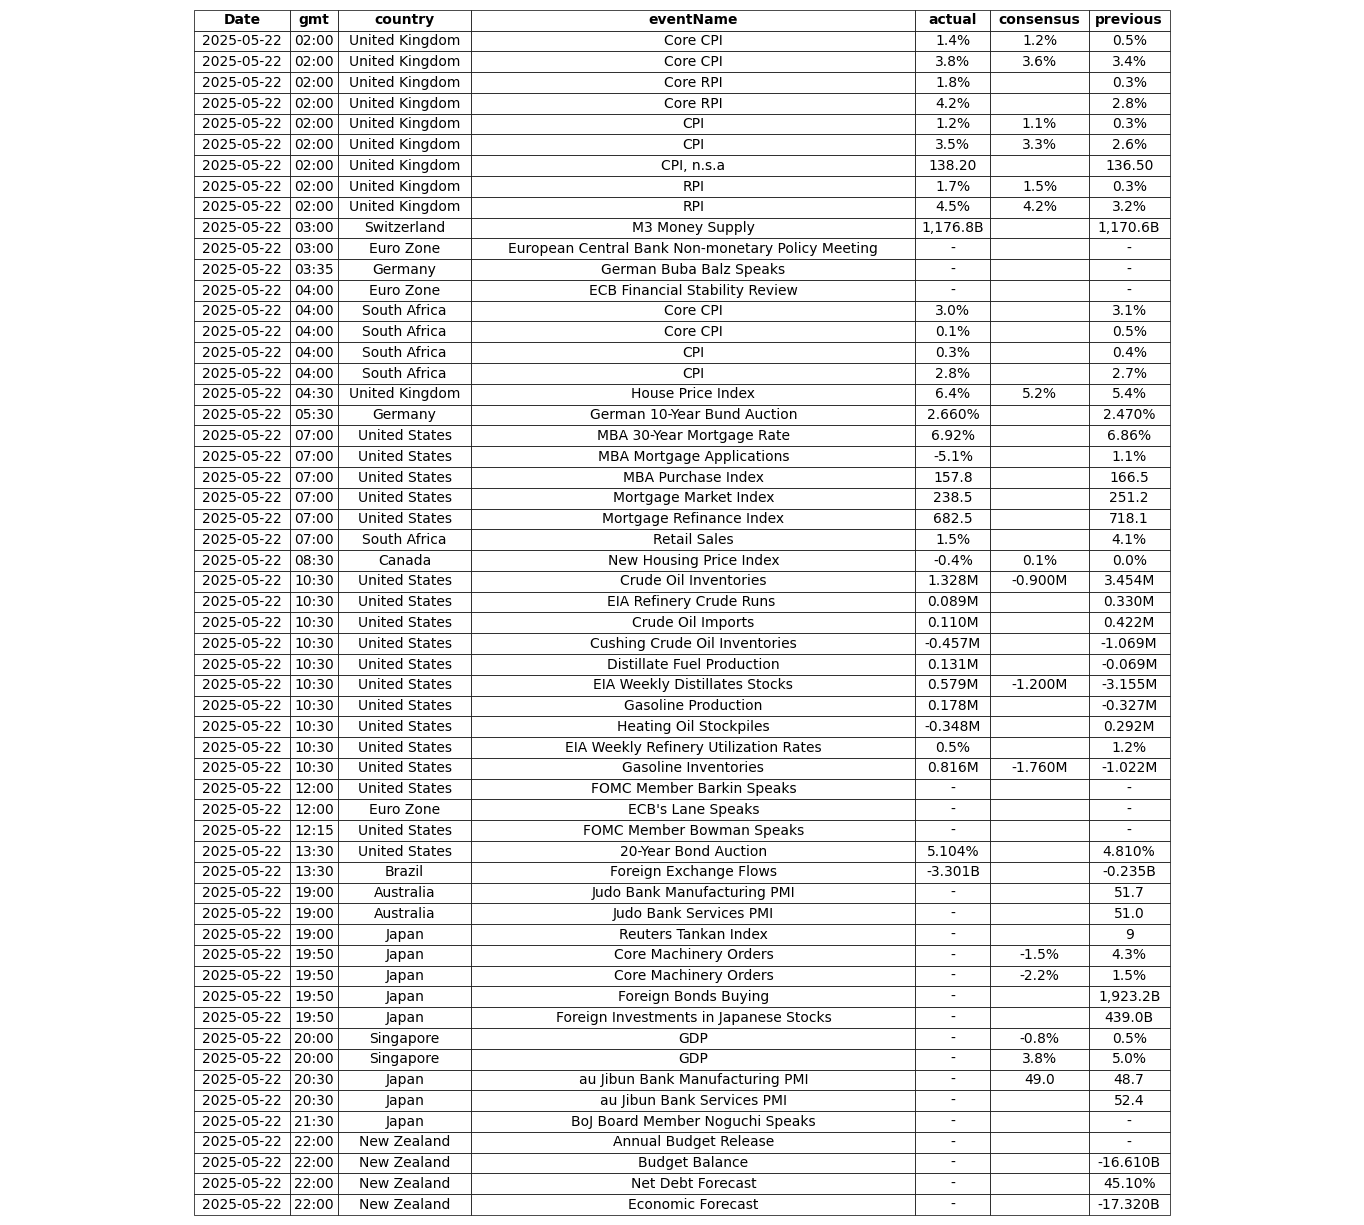 Date gmt country eventName actual consensus previous
2025-05-22 02:00 United Kingdom Core CPI 1.4% 1.2% 0.5%
2025-05-22 02:00 United Kingdom Core CPI 3.8% 3.6% 3.4%
2025-05-22 02:00 United Kingdom Core RPI 1.8% 0.3%
2025-05-22 02:00 United Kingdom Core RPI 4.2% 2.8%
2025-05-22 02:00 United Kingdom CPI 1.2% 1.1% 0.3%
2025-05-22 02:00 United Kingdom CPI 3.5% 3.3% 2.6%
2025-05-22 02:00 United Kingdom CPI, n.s.a 138.20 136.50
2025-05-22 02:00 United Kingdom RPI 1.7% 1.5% 0.3%
2025-05-22 02:00 United Kingdom RPI 4.5% 4.2% 3.2%
2025-05-22 03:00 Switzerland M3 Money Supply 1,176.8B 1,170.6B
2025-05-22 03:00 Euro Zone European Central Bank Non-monetary Policy Meeting - -
2025-05-22 03:35 Germany German Buba Balz Speaks - -
2025-05-22 04:00 Euro Zone ECB Financial Stability Review - -
2025-05-22 04:00 South Africa Core CPI 3.0% 3.1%
2025-05-22 04:00 South Africa Core CPI 0.1% 0.5%
2025-05-22 04:00 South Africa CPI 0.3% 0.4%
2025-05-22 04:00 South Africa CPI 2.8% 2.7%
2025-05-22 04:30 United Kingdom House Price Index 6.4% 5.2% 5.4%
2025-05-22 05:30 Germany German 10-Year Bund Auction 2.660% 2.470%
2025-05-22 07:00 United States MBA 30-Year Mortgage Rate 6.92% 6.86%
2025-05-22 07:00 United States MBA Mortgage Applications -5.1% 1.1%
2025-05-22 07:00 United States MBA Purchase Index 157.8 166.5
2025-05-22 07:00 United States Mortgage Market Index 238.5 251.2
2025-05-22 07:00 United States Mortgage Refinance Index 682.5 718.1
2025-05-22 07:00 South Africa Retail Sales 1.5% 4.1%
2025-05-22 08:30 Canada New Housing Price Index -0.4% 0.1% 0.0%
2025-05-22 10:30 United States Crude Oil Inventories 1.328M -0.900M 3.454M
2025-05-22 10:30 United States EIA Refinery Crude Runs 0.089M 0.330M
2025-05-22 10:30 United States Crude Oil Imports 0.110M 0.422M
2025-05-22 10:30 United States Cushing Crude Oil Inventories -0.457M -1.069M
2025-05-22 10:30 United States Distillate Fuel Production 0.131M -0.069M
2025-05-22 10:30 United States EIA Weekly Distillates Stocks 0.579M -1.200M -3.155M
2025-05-22 10:30 United States Gasoline Production 0.178M -0.327M
2025-05-22 10:30 United States Heating Oil Stockpiles -0.348M 0.292M
2025-05-22 10:30 United States EIA Weekly Refinery Utilization Rates 0.5% 1.2%
2025-05-22 10:30 United States Gasoline Inventories 0.816M -1.760M -1.022M
2025-05-22 12:00 United States FOMC Member Barkin Speaks - -
2025-05-22 12:00 Euro Zone ECB's Lane Speaks - -
2025-05-22 12:15 United States FOMC Member Bowman Speaks - -
2025-05-22 13:30 United States 20-Year Bond Auction 5.104% 4.810%
2025-05-22 13:30 Brazil Foreign Exchange Flows -3.301B -0.235B
2025-05-22 19:00 Australia Judo Bank Manufacturing PMI - 51.7
2025-05-22 19:00 Australia Judo Bank Services PMI - 51.0
2025-05-22 19:00 Japan Reuters Tankan Index - 9
2025-05-22 19:50 Japan Core Machinery Orders - -1.5% 4.3%
2025-05-22 19:50 Japan Core Machinery Orders - -2.2% 1.5%
2025-05-22 19:50 Japan Foreign Bonds Buying - 1,923.2B
2025-05-22 19:50 Japan Foreign Investments in Japanese Stocks - 439.0B
2025-05-22 20:00 Singapore GDP - -0.8% 0.5%
2025-05-22 20:00 Singapore GDP - 3.8% 5.0%
2025-05-22 20:30 Japan au Jibun Bank Manufacturing PMI - 49.0 48.7
2025-05-22 20:30 Japan au Jibun Bank Services PMI - 52.4
2025-05-22 21:30 Japan BoJ Board Member Noguchi Speaks - -
2025-05-22 22:00 New Zealand Annual Budget Release - -
2025-05-22 22:00 New Zealand Budget Balance - -16.610B
2025-05-22 22:00 New Zealand Net Debt Forecast - 45.10%
2025-05-22 22:00 New Zealand Economic Forecast - -17.320B